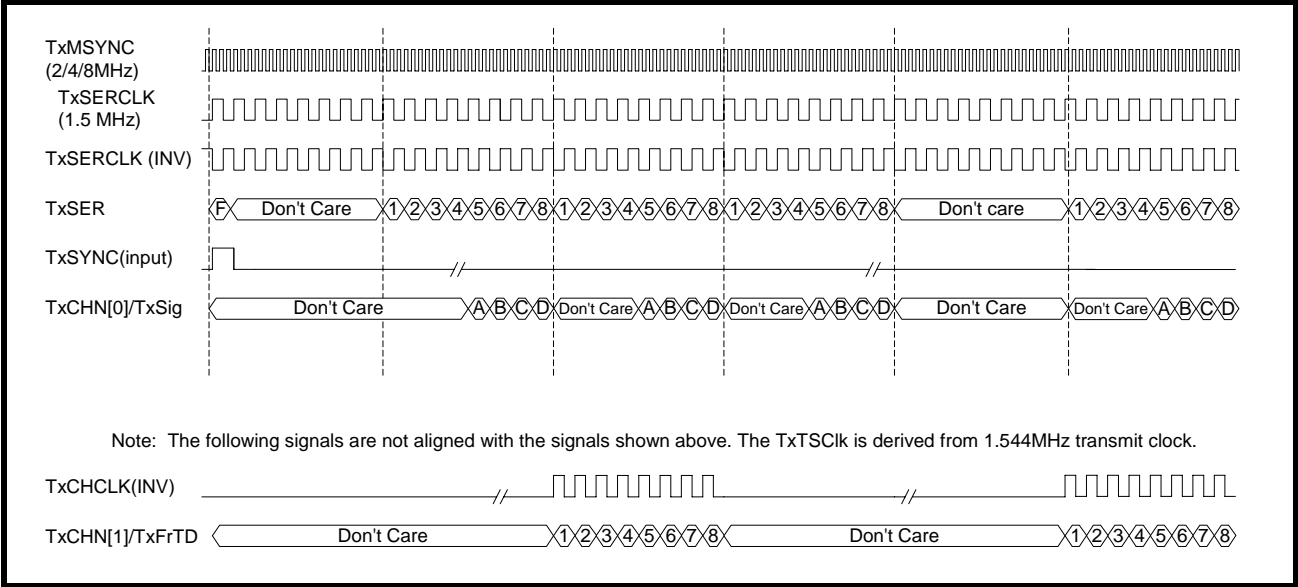 TxMSYNC
(2/4/8MHz)
TxSERCLK
(1.5 MHz)
TxSERCLK (INV)
TxSER F Don't Care 1 2 3 4 5 6 7 8 1 2 3 4 5 6 7 8 1 2 3 4 5 6 7 8 Don't care 1 2 3 4 5 6 7 8
TxSYNC(input)
TxCHN[0]/TxSig Don't Care A B C D Don't Care A B C D Don't Care A B C D Don't Care Don't Care A B C D
Note: The following signals are not aligned with the signals shown above. The TxTSClk is derived from 1.544MHz transmit clock.
TxCHCLK(INV)
TxCHN[1]/TxFrTD Don't Care 1 2 3 4 5 6 7 8 Don't Care 1 2 3 4 5 6 7 8